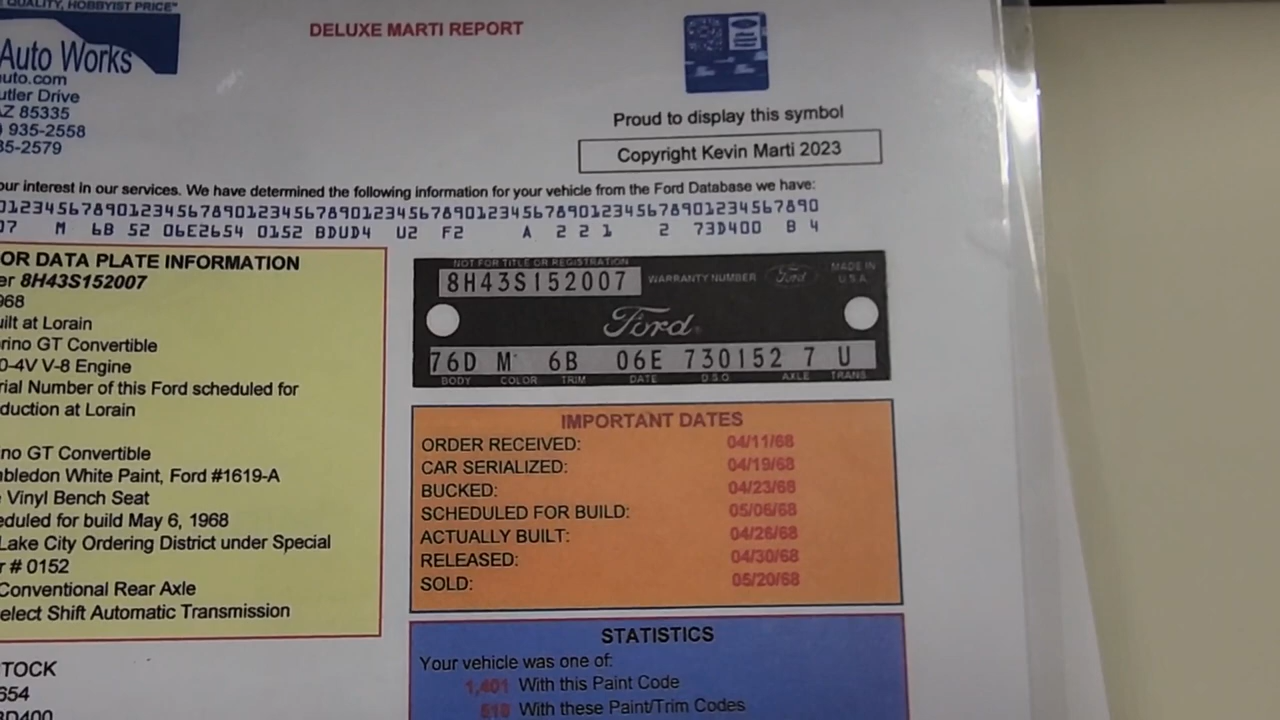 QUALITY, HOBBYIST PRICE"
Auto Works
uto.com
utler Drive
AZ 85335
) 935-2558
35-2579
DELUXE MARTI REPORT
Proud to display this symbol
Copyright Kevin Marti 2023
our interest in our services. We have determined the following information for your vehicle from the Ford Database we have:
01234567890123456789012345678901234567890123456789012345678901234567890
07 M 6B 52 06E2654 0152 BDUD4 U2 F2 A 2 2 1 2 73D400 B 4
OR DATA PLATE INFORMATION
er 8H43S152007
968
uilt at Lorain
rino GT Convertible
0-4V V-8 Engine
rial Number of this Ford scheduled for
duction at Lorain
no GT Convertible
bledon White Paint, Ford #1619-A
Vinyl Bench Seat
eduled for build May 6, 1968
Lake City Ordering District under Special
r # 0152
Conventional Rear Axle
elect Shift Automatic Transmission
TOCK
654
3D400
NOT FOR TITLE OR REGISTRATION
8H43S152007 WARRANTY NUMBER Ford MADE IN U.S.A.
Ford
76D M 6B 06E 730152 7 U
BODY COLOR TRIM DATE D.S.O. AXLE TRANS
IMPORTANT DATES
ORDER RECEIVED: 04/11/68
CAR SERIALIZED: 04/19/68
BUCKED: 04/23/68
SCHEDULED FOR BUILD: 05/06/68
ACTUALLY BUILT: 04/26/68
RELEASED: 04/30/68
SOLD: 05/20/68
STATISTICS
Your vehicle was one of:
1,401 With this Paint Code
518 With these Paint/Trim Codes